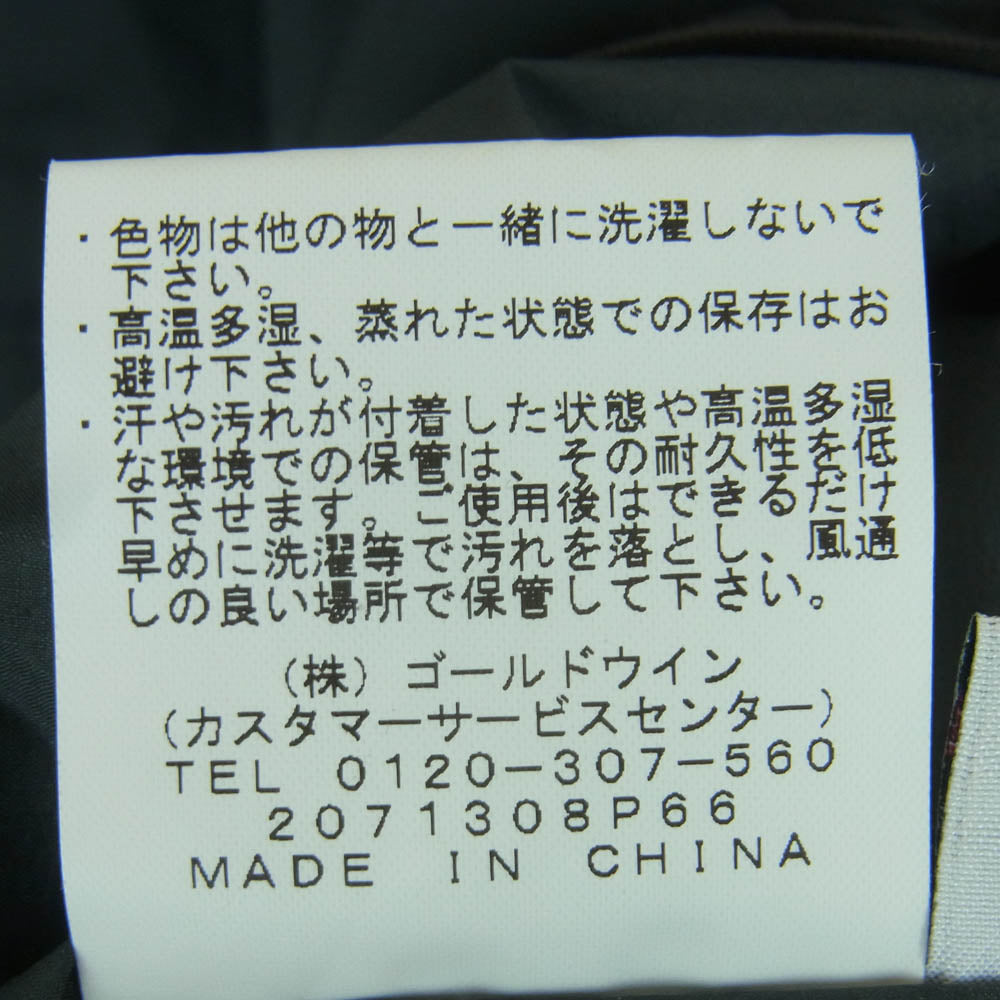 ・色物は他の物と一緒に洗濯しないで
下さい。
・高温多湿、蒸れた状態での保存はお
避け下さい。
・汗や汚れが付着した状態や高温多湿
な環境での保管は、その耐久性を低
下させます。ご使用後はできるだけ
早めに洗濯等で汚れを落とし、風通
しの良い場所で保管して下さい。
(株)ゴールドウイン
(カスタマーサービスセンター)
TEL 0120-307-560
2071308P66
MADE IN CHINA